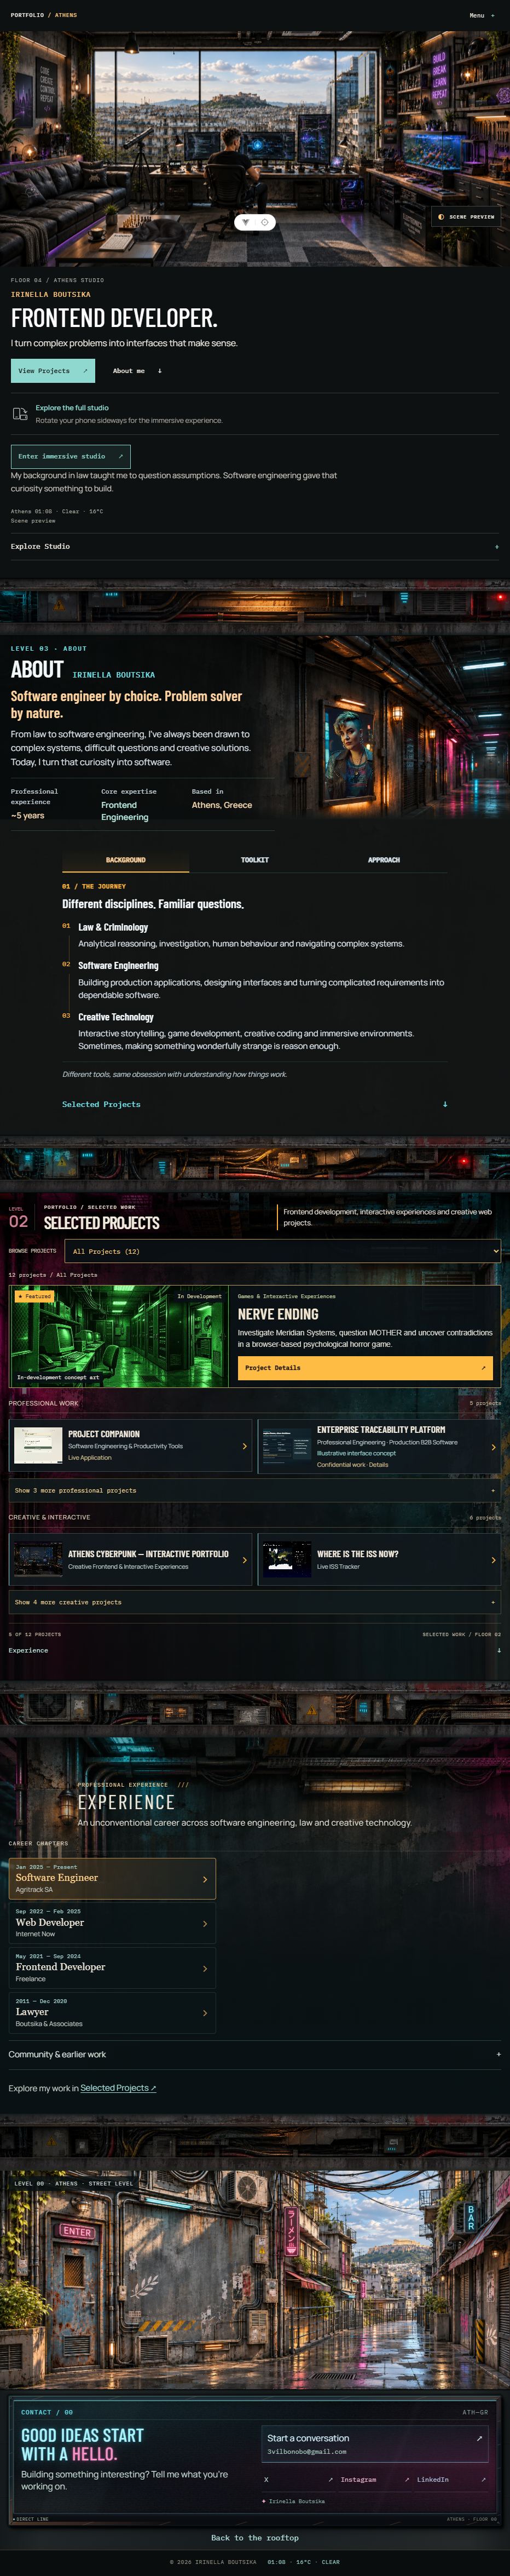 PORTFOLIO / ATHENS
Menu +
CODE
CREATE
CONTROL
REPEAT
BUILD
BREAK
LEARN
REPEAT
SCENE PREVIEW
FLOOR 04 / ATHENS STUDIO
IRINELLA BOUTSIKA
FRONTEND DEVELOPER.
I turn complex problems into interfaces that make sense.
View Projects ↗
About me ↓
Explore the full studio
Rotate your phone sideways for the immersive experience.
Enter immersive studio ↗
My background in law taught me to question assumptions. Software engineering gave that
curiosity something to build.
Athens 01:08 · Clear · 16°C
Scene preview
Explore Studio +
LEVEL 03 · ABOUT
ABOUT IRINELLA BOUTSIKA
Software engineer by choice. Problem solver
by nature.
From law to software engineering, I've always been drawn to
complex systems, difficult questions and creative solutions.
Today, I turn that curiosity into software.
Professional
experience
~5 years
Core expertise
Frontend
Engineering
Based in
Athens, Greece
BACKGROUND
TOOLKIT
APPROACH
01 / THE JOURNEY
Different disciplines. Familiar questions.
01 Law & Criminology
Analytical reasoning, investigation, human behaviour and navigating complex systems.
02 Software Engineering
Building production applications, designing interfaces and turning complicated requirements into
dependable software.
03 Creative Technology
Interactive storytelling, game development, creative coding and immersive environments.
Sometimes, making something wonderfully strange is reason enough.
Different tools, same obsession with understanding how things work.
Selected Projects ↓
LEVEL
02
PORTFOLIO / SELECTED WORK
SELECTED PROJECTS
Frontend development, interactive experiences and creative web
projects.
BROWSE PROJECTS
All Projects (12)
12 projects / All Projects
Featured
In Development
In-development concept art
Games & Interactive Experiences
NERVE ENDING
Investigate Meridian Systems, question MOTHER and uncover contradictions
in a browser-based psychological horror game.
Project Details ↗
PROFESSIONAL WORK
5 projects
PROJECT COMPANION
Software Engineering & Productivity Tools
Live Application
ENTERPRISE TRACEABILITY PLATFORM
Professional Engineering · Production B2B Software
Illustrative interface concept
Confidential work · Details
Show 3 more professional projects +
CREATIVE & INTERACTIVE
6 projects
ATHENS CYBERPUNK — INTERACTIVE PORTFOLIO
Creative Frontend & Interactive Experiences
WHERE IS THE ISS NOW?
Live ISS Tracker
Show 4 more creative projects +
OF 12 PROJECTS
SELECTED WORK / FLOOR 02
Experience ↓
PROFESSIONAL EXPERIENCE ///
EXPERIENCE
An unconventional career across software engineering, law and creative technology.
CAREER CHAPTERS
Jan 2025 — Present
Software Engineer
Agritrack SA
Sep 2022 — Feb 2025
Web Developer
Internet Now
May 2021 — Sep 2024
Frontend Developer
Freelance
2011 — Dec 2020
Lawyer
Boutsika & Associates
Community & earlier work +
Explore my work in Selected Projects ↗
LEVEL 00 · ATHENS · STREET LEVEL
ENTER
ラーメン
BAR
CONTACT / 00
ATH—GR
GOOD IDEAS START
WITH A HELLO.
Building something interesting? Tell me what you're
working on.
Start a conversation ↗
3vilbonobo@gmail.com
X ↗
Instagram ↗
LinkedIn ↗
Irinella Boutsika
DIRECT LINE
ATHENS · FLOOR 00
Back to the rooftop
© 2026 IRINELLA BOUTSIKA 01:08 · 16°C · CLEAR